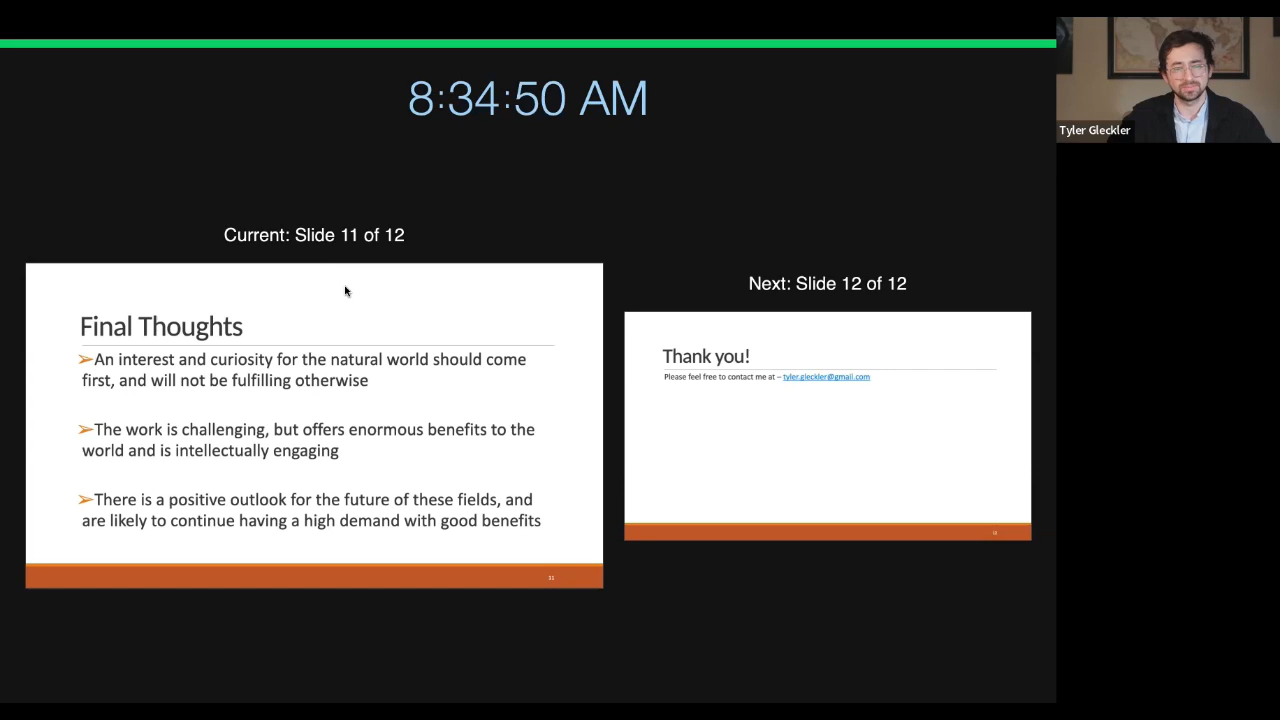 8:34:50 AM
Tyler Gleckler
Current: Slide 11 of 12
Next: Slide 12 of 12
Final Thoughts
➢An interest and curiosity for the natural world should come
first, and will not be fulfilling otherwise
➢The work is challenging, but offers enormous benefits to the
world and is intellectually engaging
➢There is a positive outlook for the future of these fields, and
are likely to continue having a high demand with good benefits
11
Thank you!
Please feel free to contact me at – tyler.gleckler@gmail.com